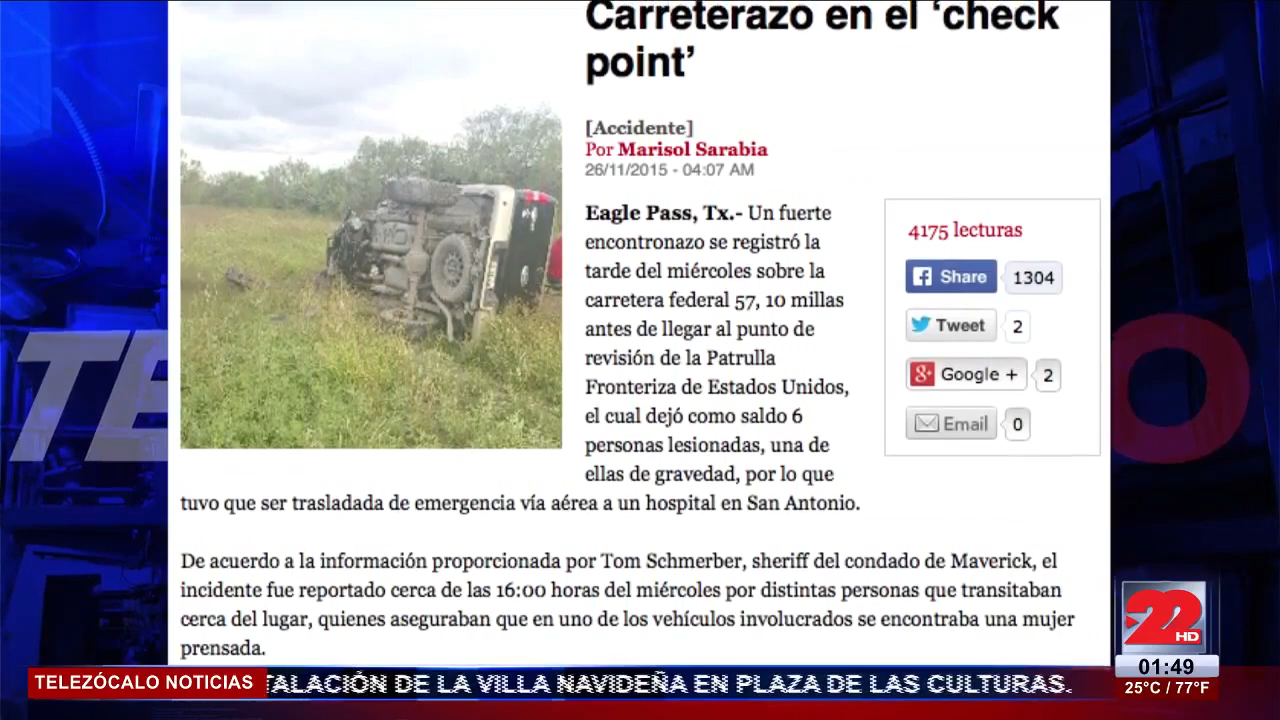 Carreterazo en el ‘check
point’
[Accidente]
Por Marisol Sarabia
26/11/2015 - 04:07 AM
Eagle Pass, Tx.- Un fuerte
encontronazo se registró la
tarde del miércoles sobre la
carretera federal 57, 10 millas
antes de llegar al punto de
revisión de la Patrulla
Fronteriza de Estados Unidos,
el cual dejó como saldo 6
personas lesionadas, una de
ellas de gravedad, por lo que
tuvo que ser trasladada de emergencia vía aérea a un hospital en San Antonio.
4175 lecturas
Share 1304
Tweet 2
Google + 2
Email 0
De acuerdo a la información proporcionada por Tom Schmerber, sheriff del condado de Maverick, el
incidente fue reportado cerca de las 16:00 horas del miércoles por distintas personas que transitaban
cerca del lugar, quienes aseguraban que en uno de los vehículos involucrados se encontraba una mujer
prensada.
TE
O
22
HD
01:49
25°C / 77°F
TELEZÓCALO NOTICIAS
TALACIÓN DE LA VILLA NAVIDEÑA EN PLAZA DE LAS CULTURAS.